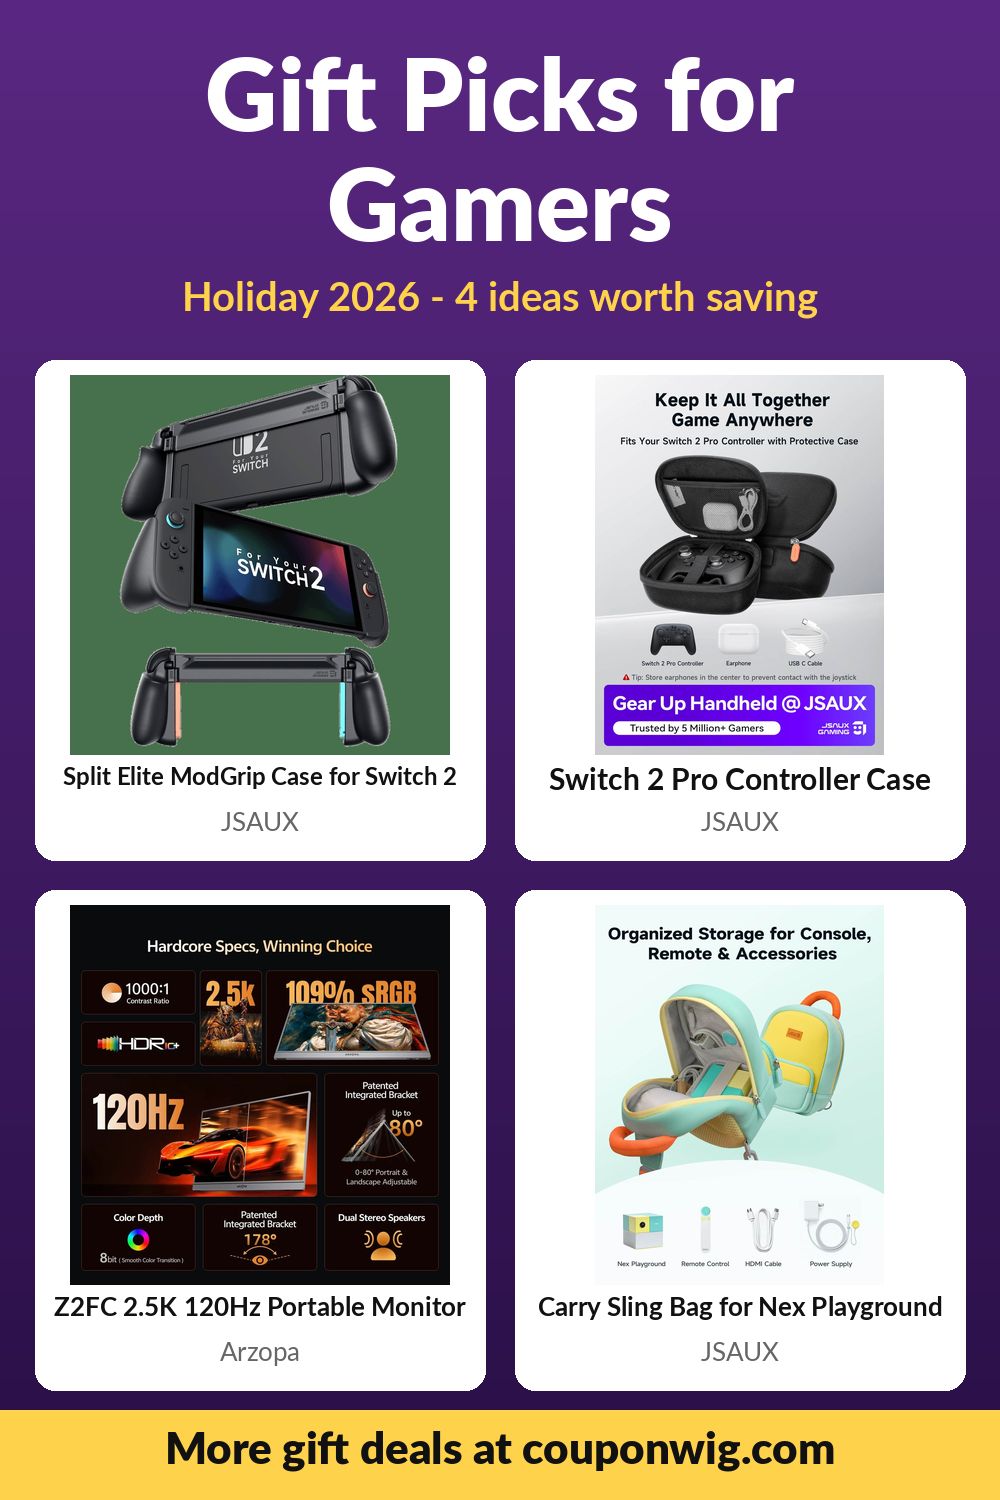 Gift Picks for
Gamers
Holiday 2026 - 4 ideas worth saving
2
For Your
SWITCH
For Your
SWITCH 2
Split Elite ModGrip Case for Switch 2
JSAUX
Keep It All Together
Game Anywhere
Fits Your Switch 2 Pro Controller with Protective Case
Switch 2 Pro Controller
Earphone
USB C Cable
Tip: Store earphones in the center to prevent contact with the joystick
Gear Up Handheld @ JSAUX
Trusted by 5 Million+ Gamers
JSAUX
GAMING
Switch 2 Pro Controller Case
JSAUX
Hardcore Specs, Winning Choice
1000:1
Contrast Ratio
2.5K
109% sRGB
HDR10+
120Hz
Patented
Integrated Bracket
Up to
80°
0-80° Portrait &
Landscape Adjustable
Color Depth
8bit ( Smooth Color Transition )
Patented
Integrated Bracket
178°
Dual Stereo Speakers
Z2FC 2.5K 120Hz Portable Monitor
Arzopa
Organized Storage for Console,
Remote & Accessories
Nex Playground
Remote Control
HDMI Cable
Power Supply
Carry Sling Bag for Nex Playground
JSAUX
More gift deals at couponwig.com